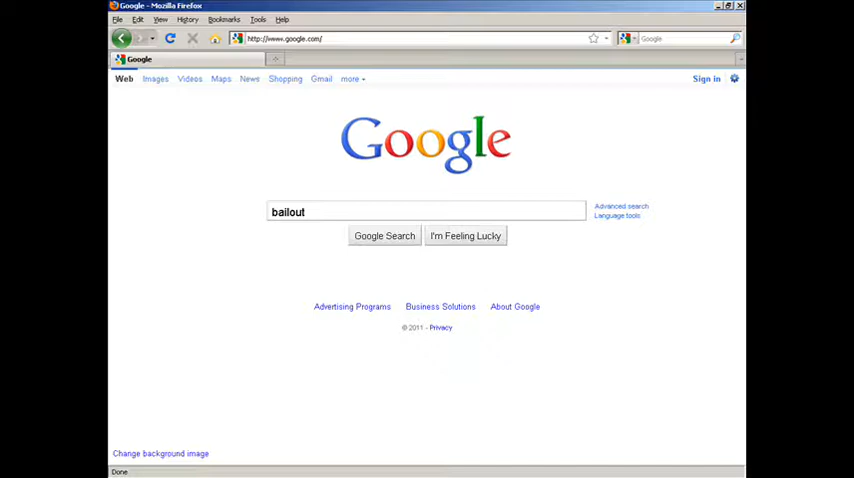 Google - Mozilla Firefox
File Edit View History Bookmarks Tools Help
http://www.google.com/ Google
Google
Web Images Videos Maps News Shopping Gmail more Sign in
Google
bailout
Advanced search
Language tools
Google Search I'm Feeling Lucky
Advertising Programs Business Solutions About Google
© 2011 - Privacy
Change background image
Done